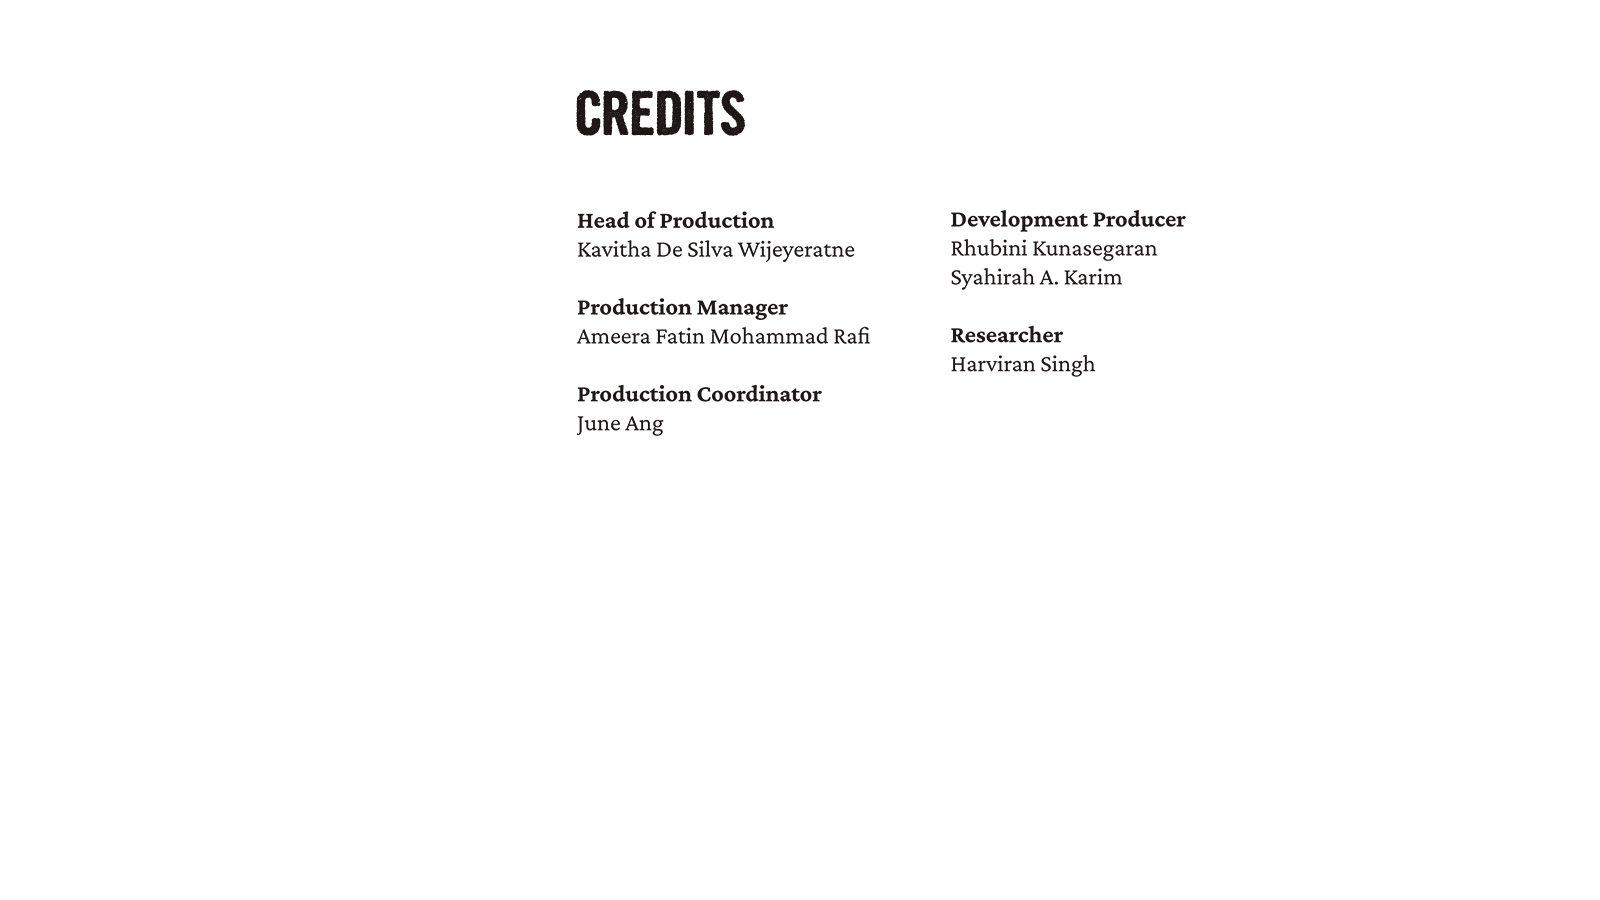 CREDITS
Head of Production
Kavitha De Silva Wijeyeratne
Production Manager
Ameera Fatin Mohammad Rafi
Production Coordinator
June Ang
Development Producer
Rhubini Kunasegaran
Syahirah A. Karim
Researcher
Harviran Singh